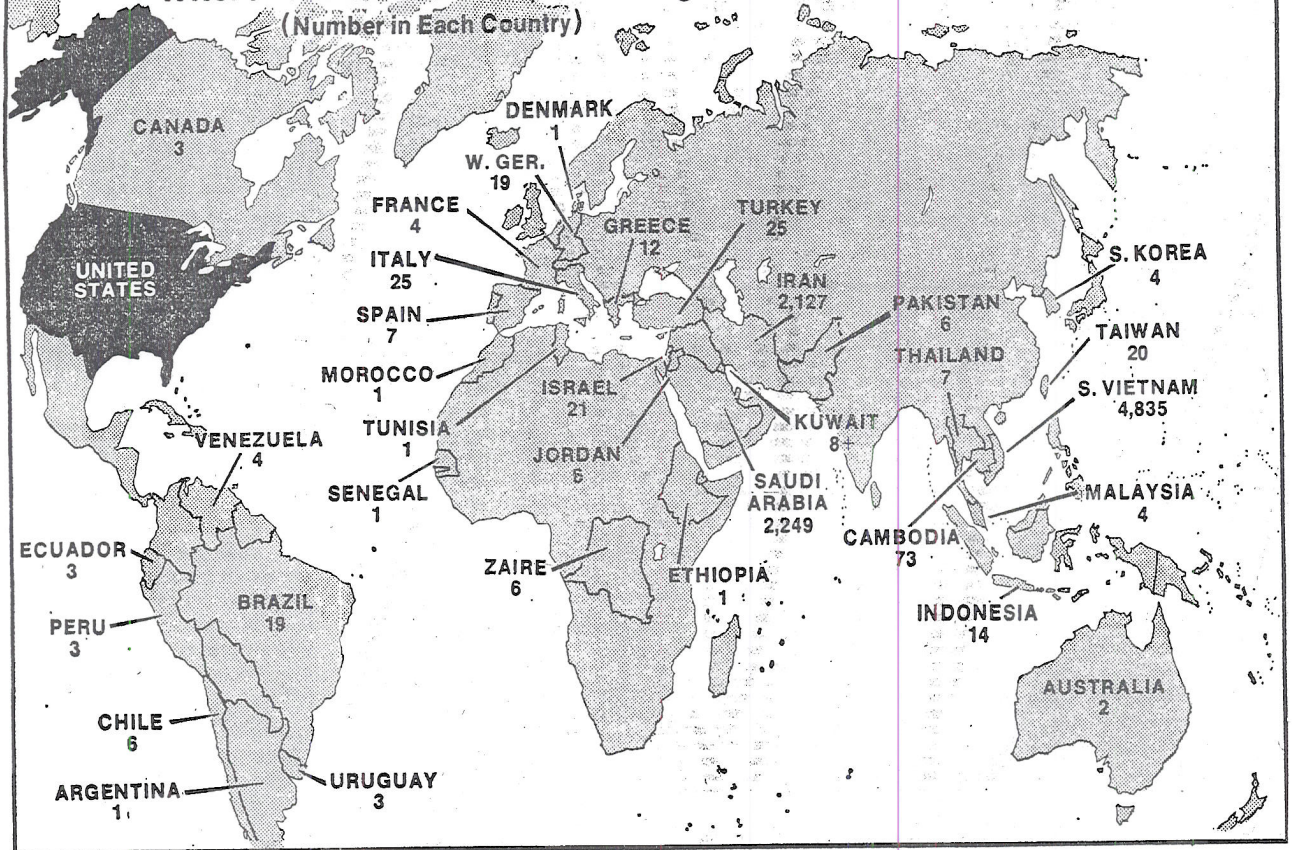 (Number in Each Country)
CANADA
3
DENMARK
1
W. GER.
19
FRANCE
4
GREECE
12
TURKEY
25
ITALY
25
UNITED
STATES
S. KOREA
4
IRAN
2,127
SPAIN
7
PAKISTAN
6
TAIWAN
20
THAILAND
7
MOROCCO
1
ISRAEL
21
S. VIETNAM
4,835
TUNISIA
1
KUWAIT
8+
VENEZUELA
4
JORDAN
SENEGAL
1
SAUDI
ARABIA
2,249
MALAYSIA
4
CAMBODIA
73
ECUADOR
3
ZAIRE
6
ETHIOPIA
1
BRAZIL
19
INDONESIA
14
PERU
3
AUSTRALIA
2
CHILE
6
ARGENTINA
1
URUGUAY
3